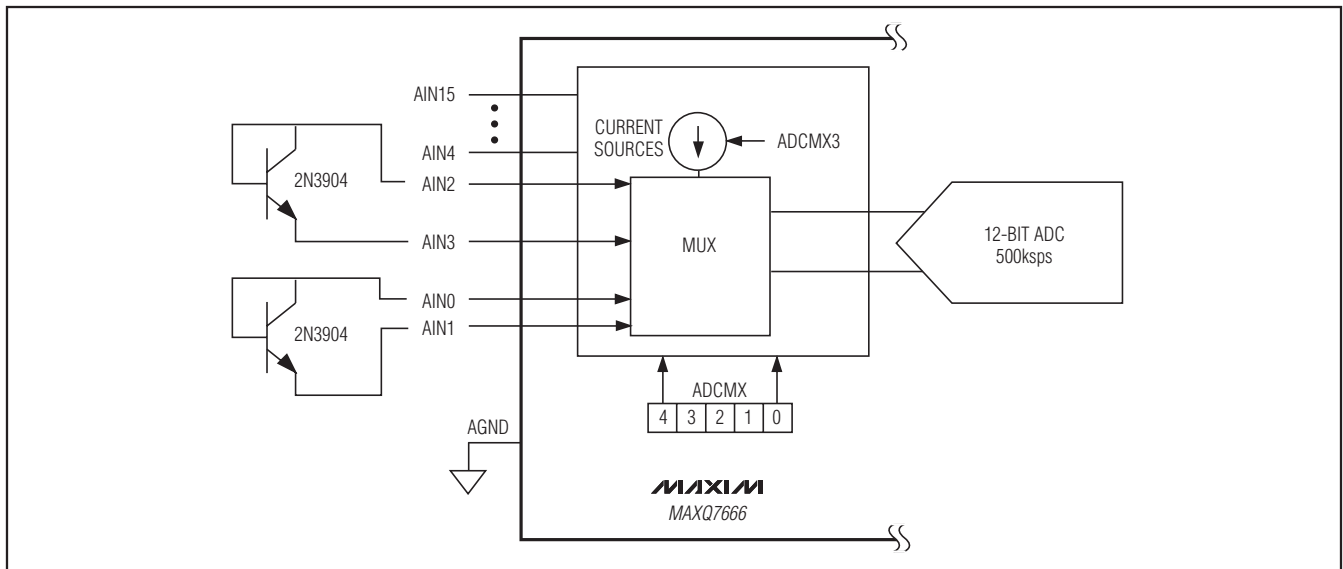 AIN15
CURRENT
SOURCES
ADCMX3
AIN4
2N3904
AIN2
AIN3
MUX
12-BIT ADC
500ksps
AIN0
2N3904
AIN1
ADCMX
4 3 2 1 0
AGND
MAXIM
MAXQ7666